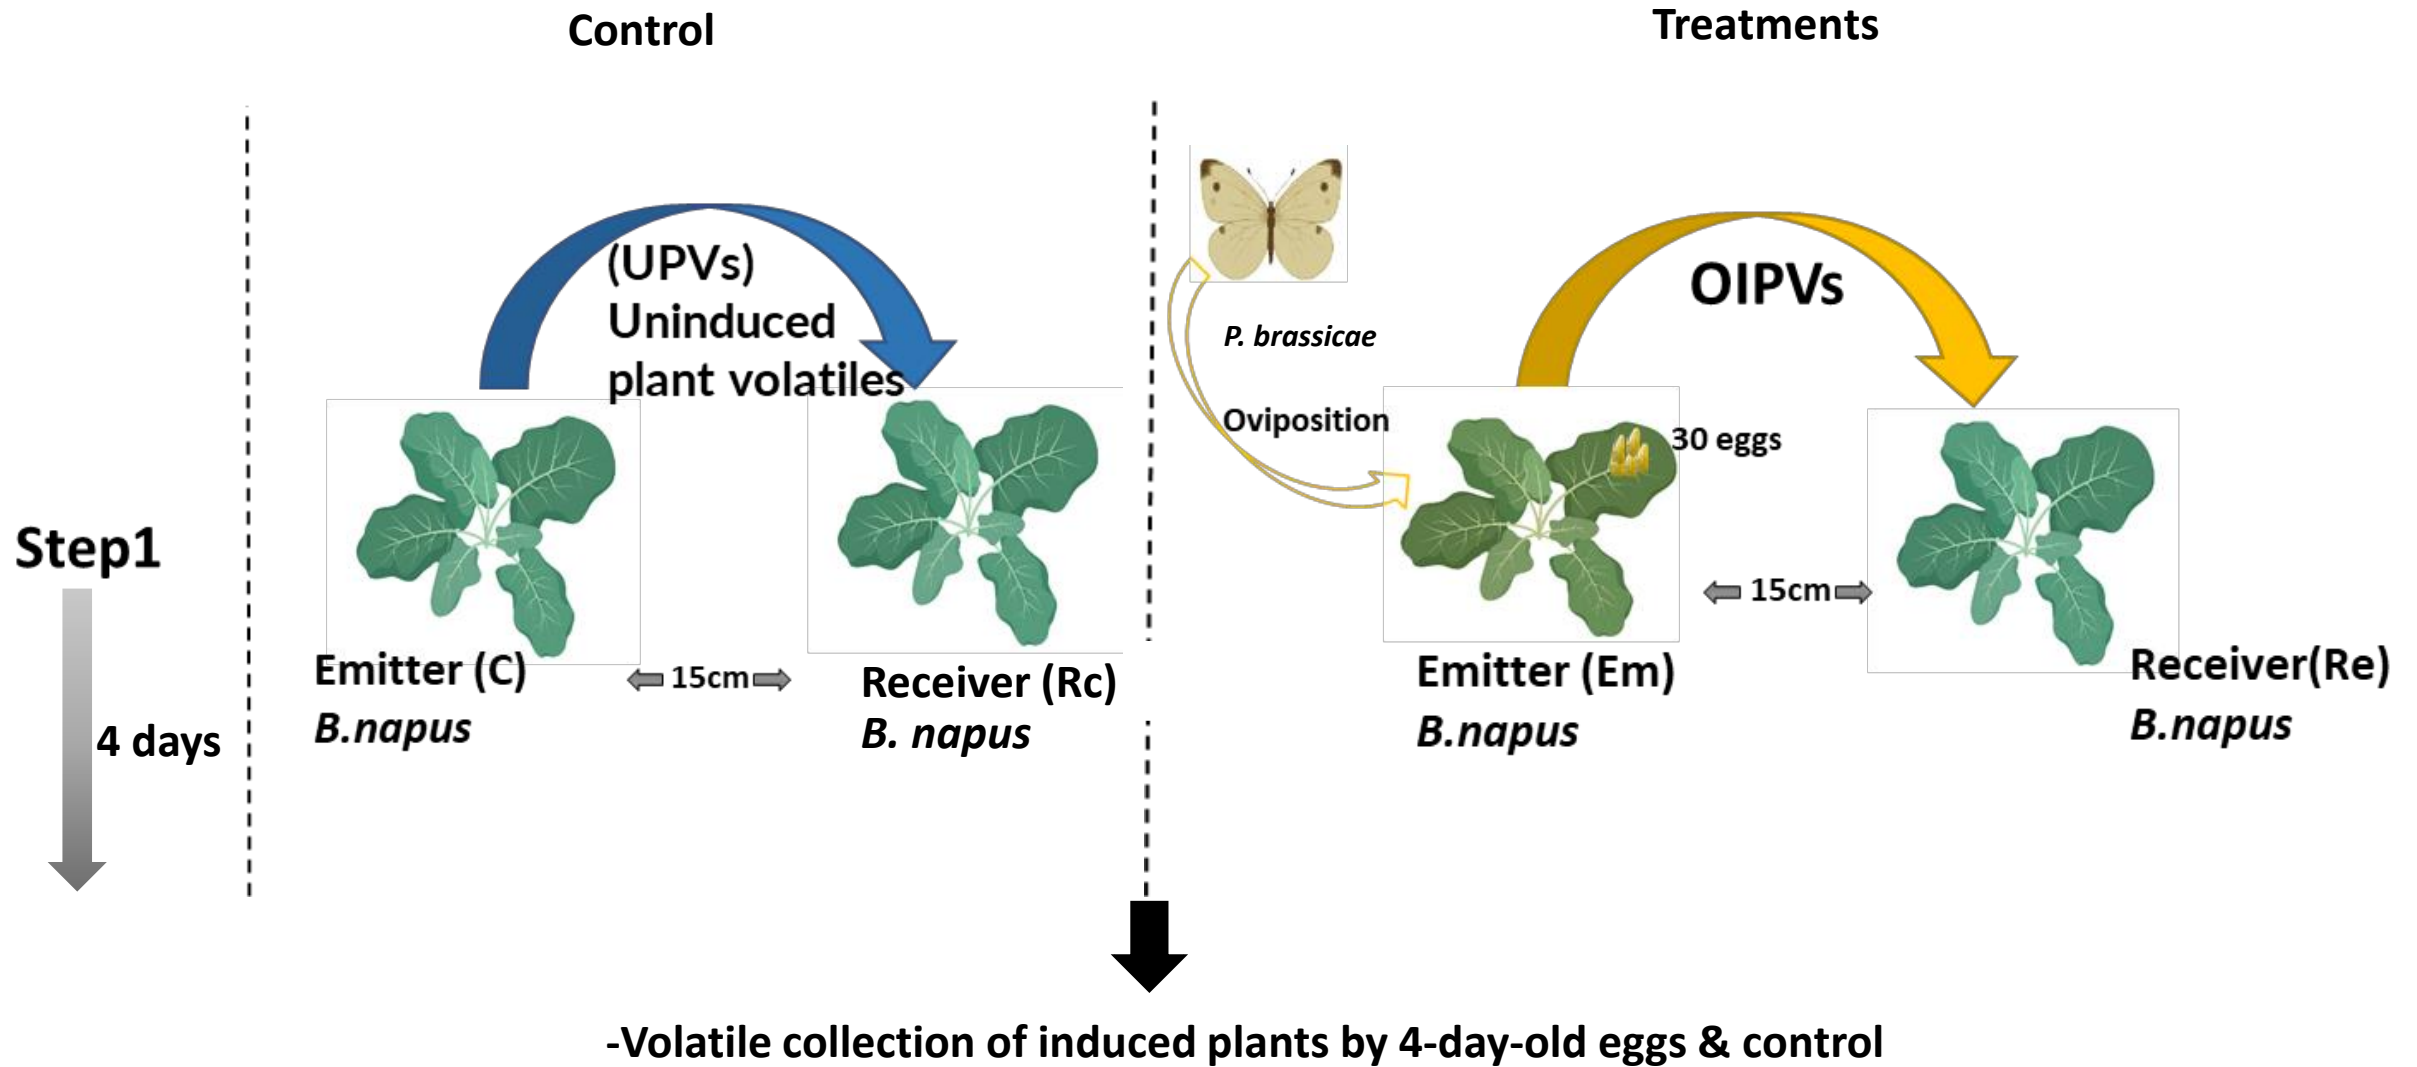 Control
Treatments
(UPVs)
Uninduced
plant volatiles
OIPVs
P. brassicae
Oviposition
30 eggs
Step1
4 days
15cm
15cm
Emitter (C)
B.napus
Receiver (Rc)
B. napus
Emitter (Em)
B.napus
Receiver(Re)
B.napus
-Volatile collection of induced plants by 4-day-old eggs & control